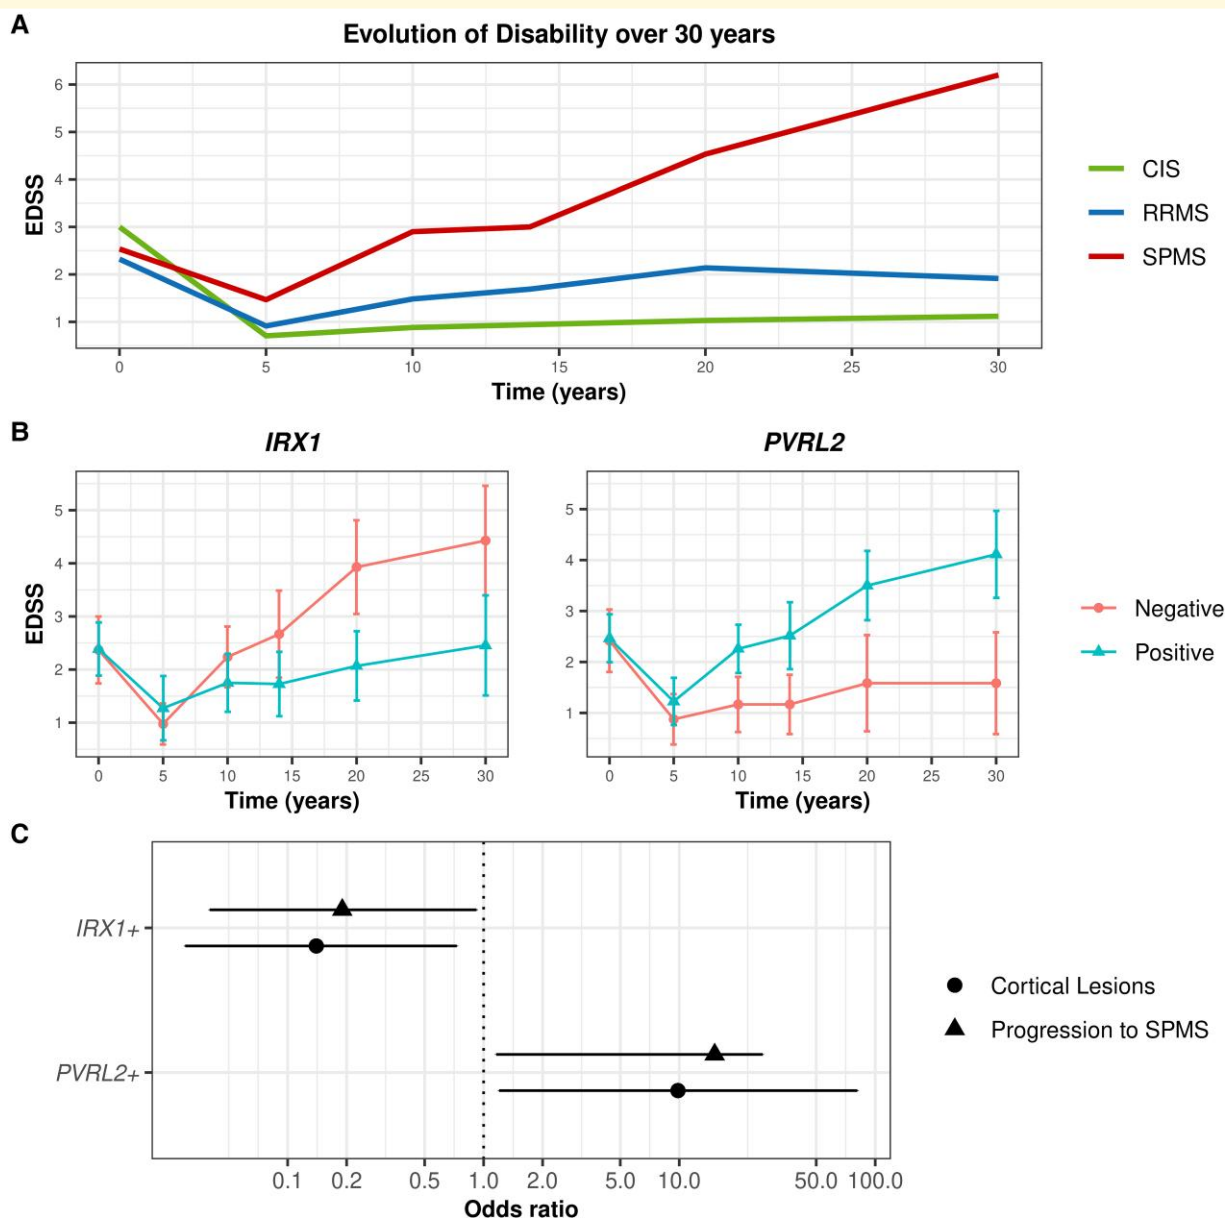 A
Evolution of Disability over 30 years
EDSS
6
5
4
3
2
1
0 5 10 15 20 25 30
Time (years)
CIS
RRMS
SPMS
B
IRX1
PVRL2
EDSS
5
4
3
2
1
0 5 10 15 20 25 30
Time (years)
5
4
3
2
1
0 5 10 15 20 25 30
Time (years)
Negative
Positive
C
IRX1+
PVRL2+
0.1 0.2 0.5 1.0 2.0 5.0 10.0 50.0 100.0
Odds ratio
Cortical Lesions
Progression to SPMS